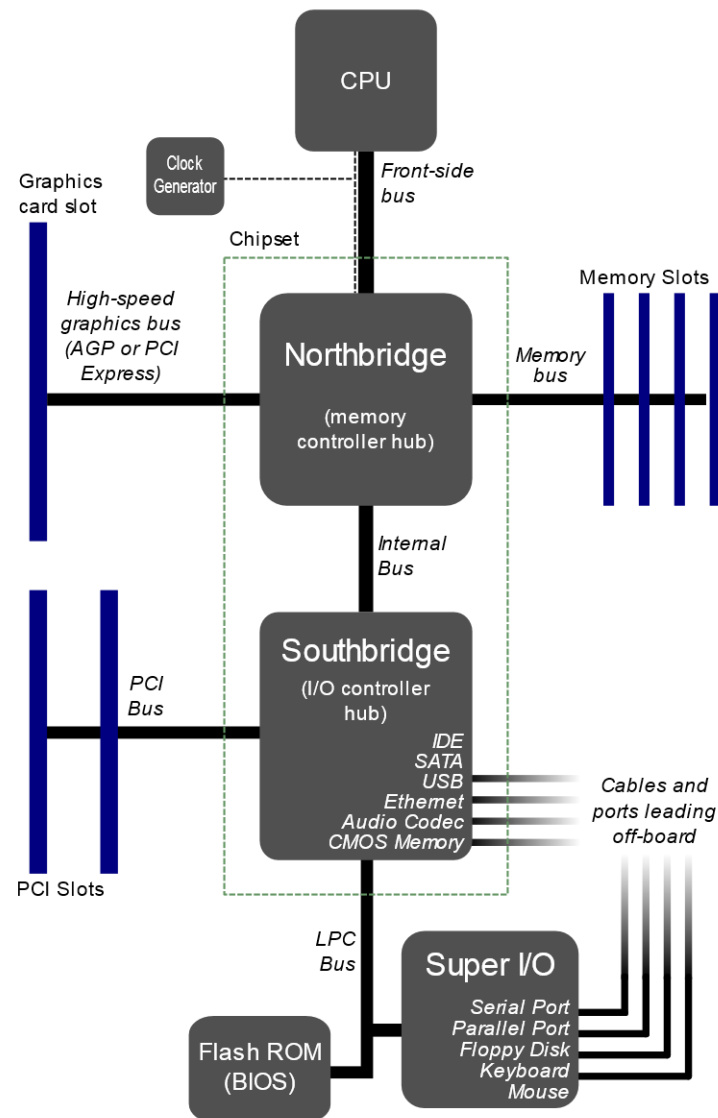 CPU
Clock
Generator
Front-side
bus
Graphics
card slot
Chipset
High-speed
graphics bus
(AGP or PCI
Express)
Northbridge
(memory
controller hub)
Memory
bus
Memory Slots
Internal
Bus
Southbridge
(I/O controller
hub)
PCI
Bus
IDE
SATA
USB
Ethernet
Audio Codec
CMOS Memory
Cables and
ports leading
off-board
PCI Slots
LPC
Bus
Super I/O
Serial Port
Parallel Port
Floppy Disk
Keyboard
Mouse
Flash ROM
(BIOS)